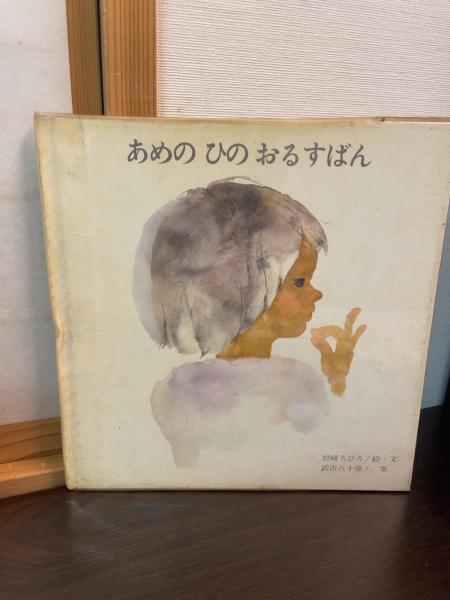 あめの ひの おるすばん
岩崎ちひろ/絵・文
武市八十雄/案